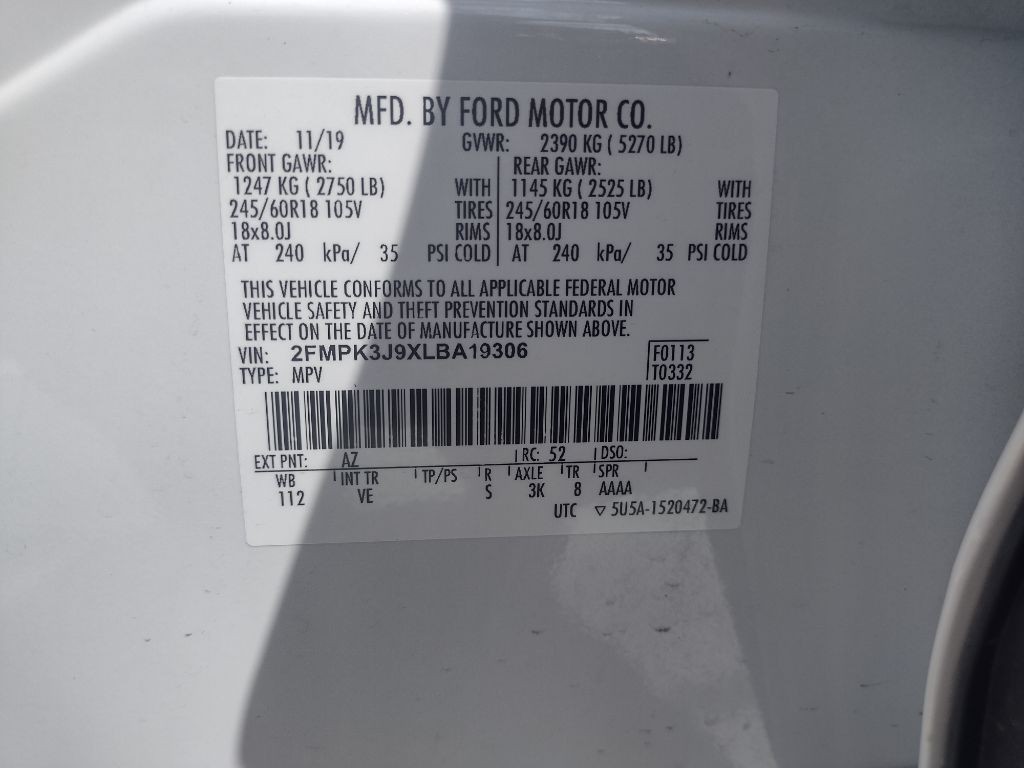 MFD. BY FORD MOTOR CO.
DATE: 11/19 GVWR: 2390 KG ( 5270 LB)
FRONT GAWR: REAR GAWR:
1247 KG ( 2750 LB) WITH 1145 KG ( 2525 LB) WITH
245/60R18 105V TIRES 245/60R18 105V TIRES
18x8.0J RIMS 18x8.0J RIMS
AT 240 kPa/ 35 PSI COLD AT 240 kPa/ 35 PSI COLD
THIS VEHICLE CONFORMS TO ALL APPLICABLE FEDERAL MOTOR
VEHICLE SAFETY AND THEFT PREVENTION STANDARDS IN
EFFECT ON THE DATE OF MANUFACTURE SHOWN ABOVE.
VIN: 2FMPK3J9XLBA19306 F0113
TYPE: MPV T0332
EXT PNT: AZ RC: 52 DSO:
WB INT TR TP/PS R AXLE TR SPR
112 VE S 3K 8 AAAA
UTC ▽ 5U5A-1520472-BA